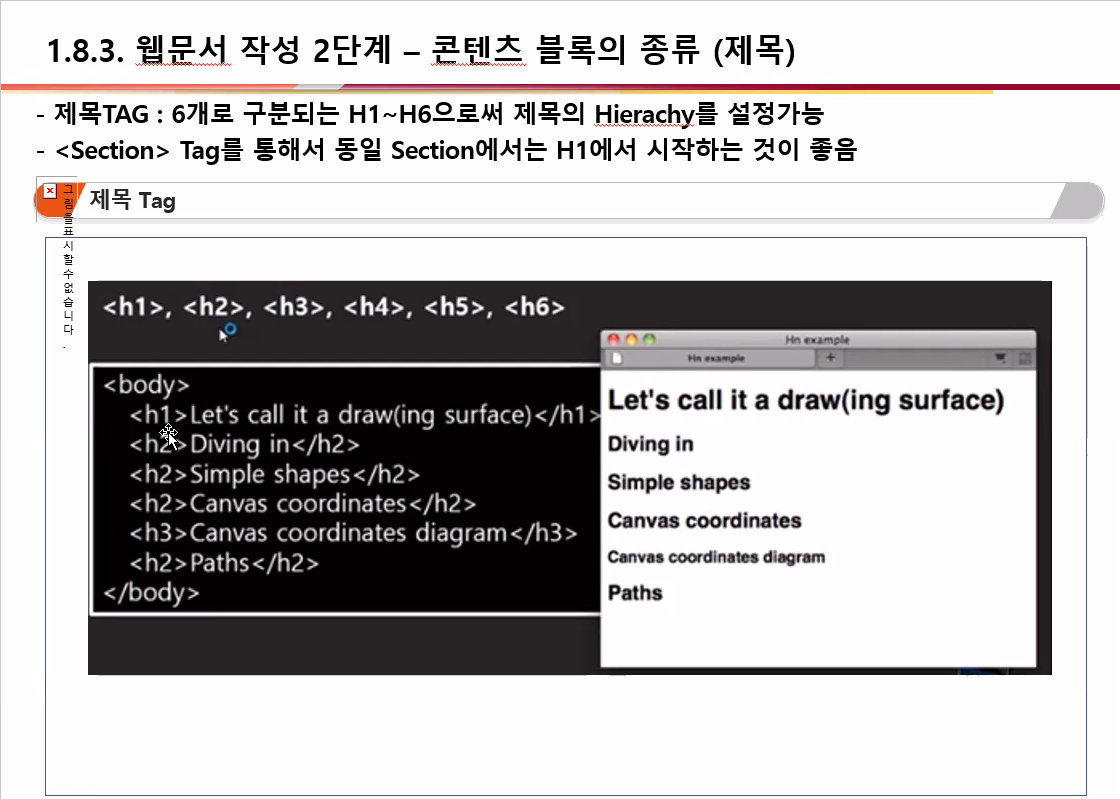 1.8.3. 웹문서 작성 2단계 – 콘텐츠 블록의 종류 (제목)
- 제목TAG : 6개로 구분되는 H1~H6으로써 제목의 Hierachy를 설정가능
- <Section> Tag를 통해서 동일 Section에서는 H1에서 시작하는 것이 좋음
그림을 표시할 수 없습니다.
제목 Tag
<h1>, <h2>, <h3>, <h4>, <h5>, <h6>
<body>
<h1>Let's call it a draw(ing surface)</h1>
<h2>Diving in</h2>
<h2>Simple shapes</h2>
<h2>Canvas coordinates</h2>
<h3>Canvas coordinates diagram</h3>
<h2>Paths</h2>
</body>
Hn example
Hn example
Let's call it a draw(ing surface)
Diving in
Simple shapes
Canvas coordinates
Canvas coordinates diagram
Paths